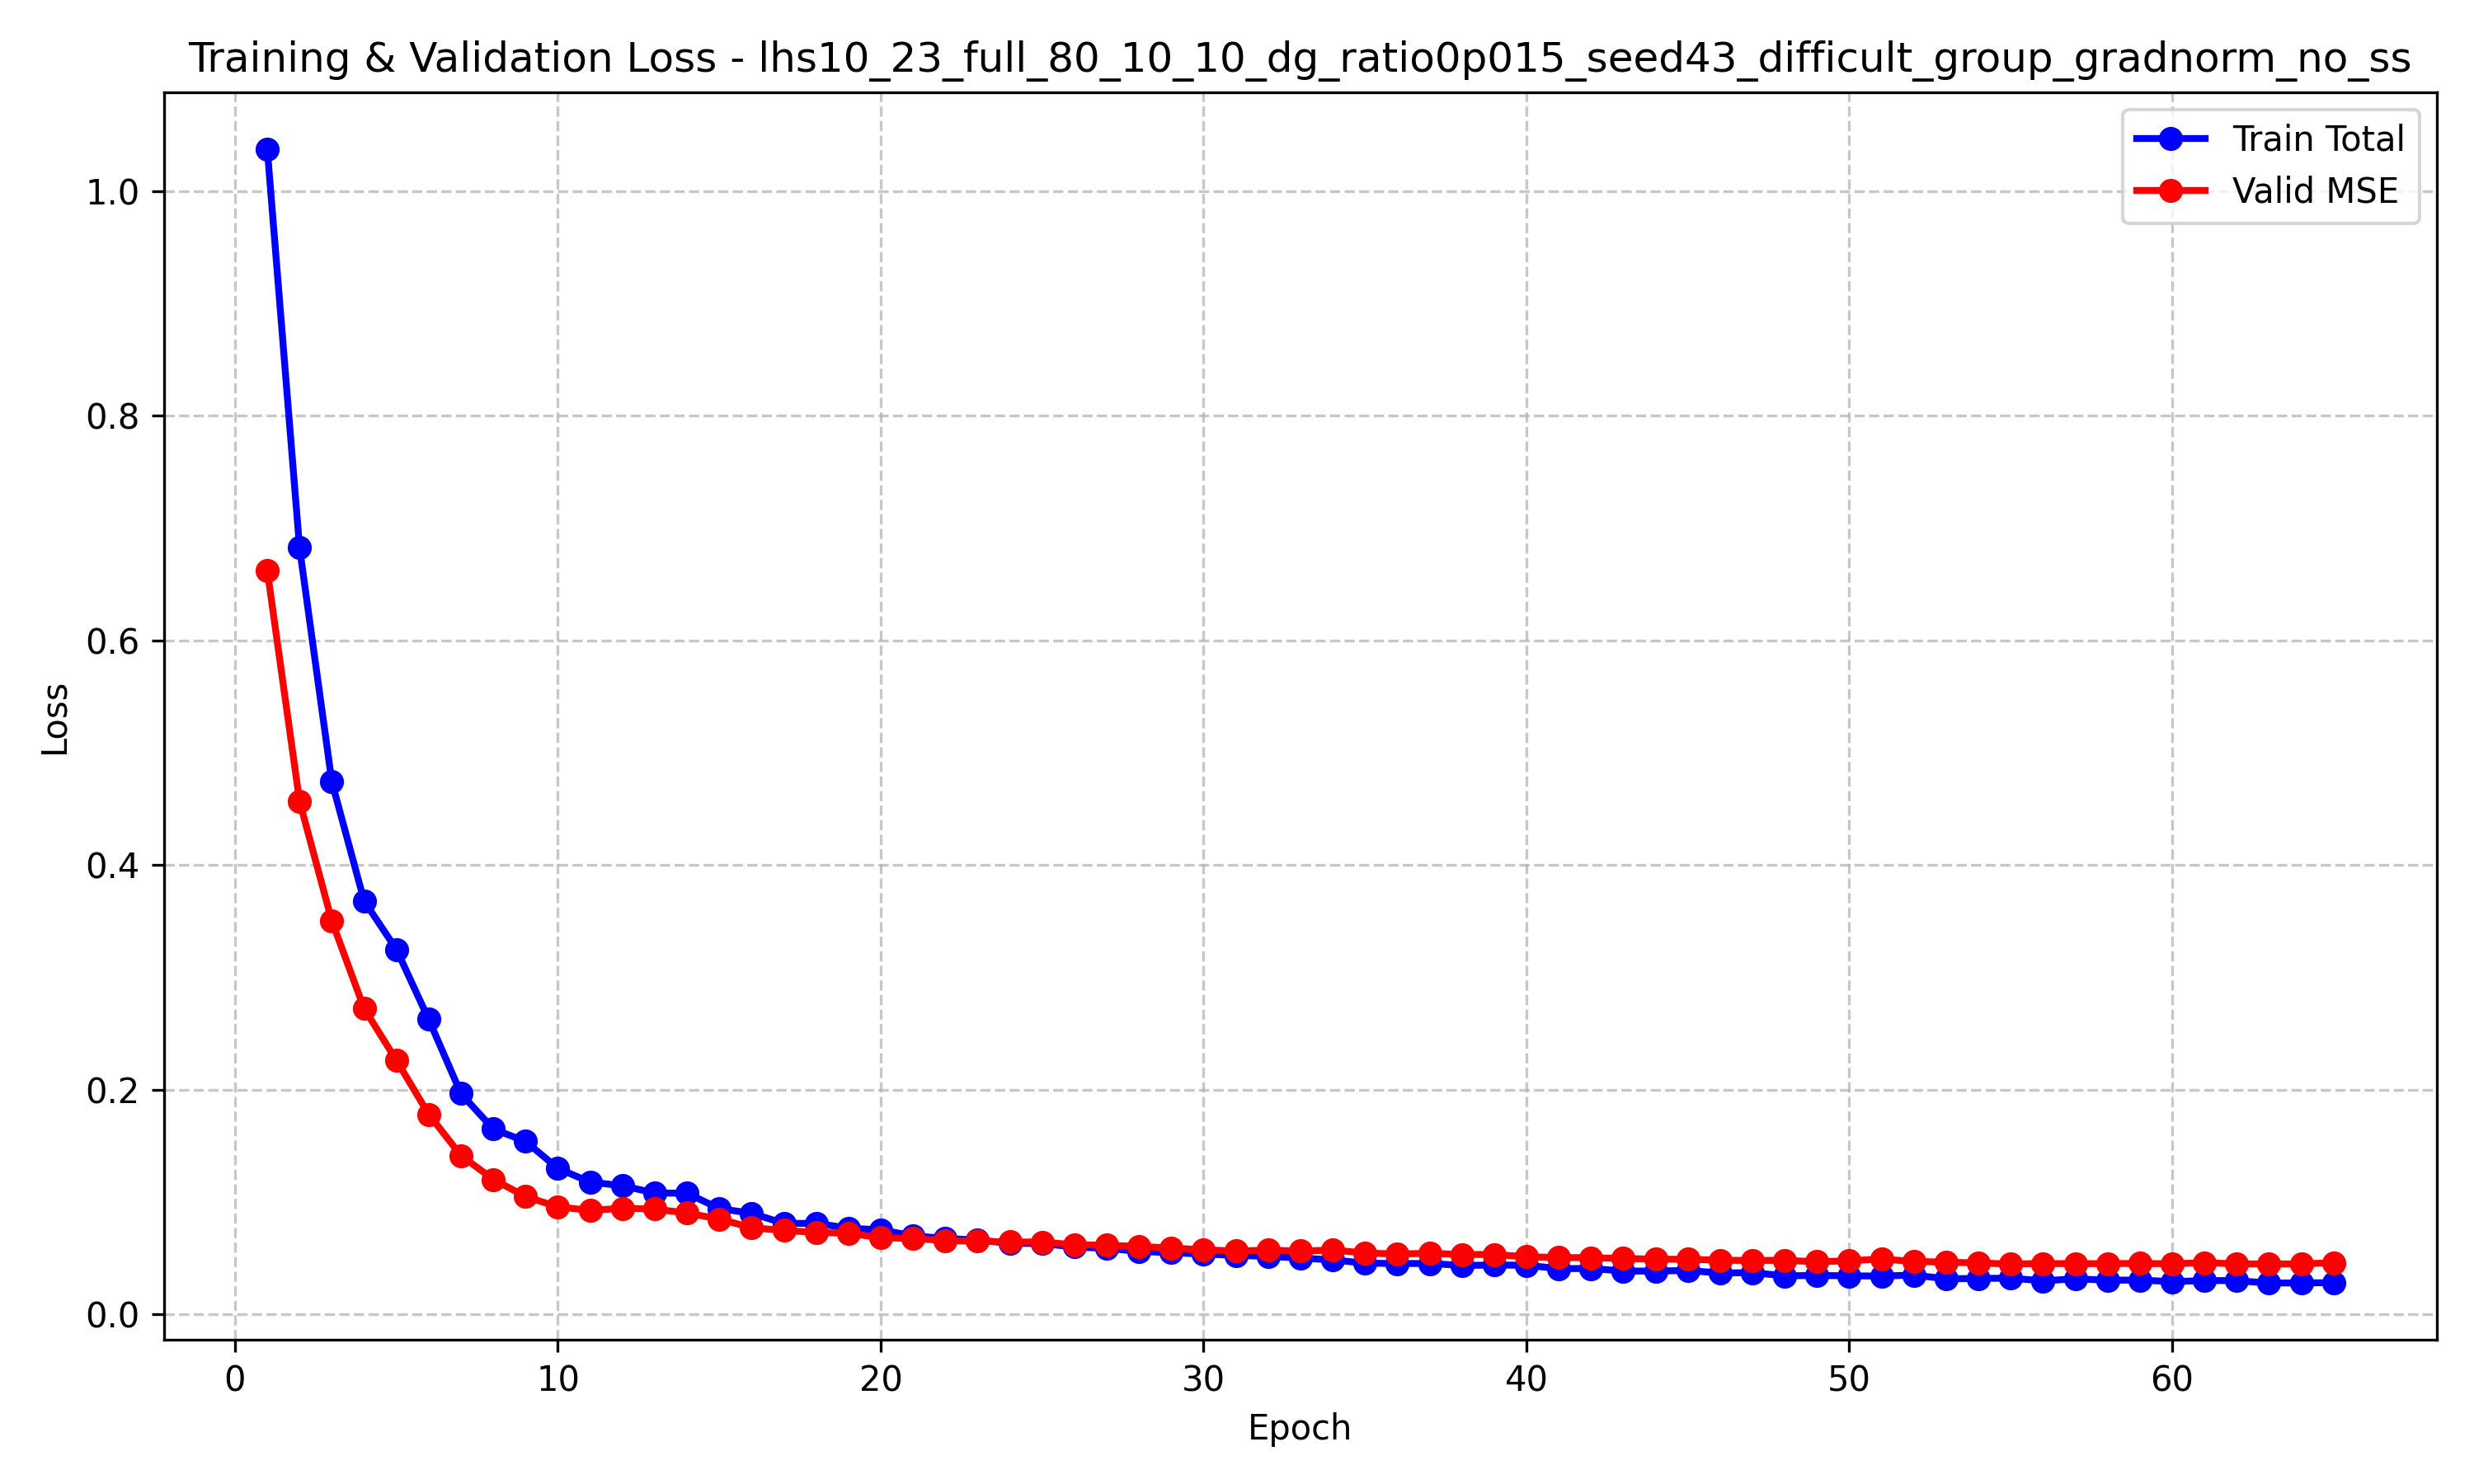 Training & Validation Loss - lhs10_23_full_80_10_10_dg_ratio0p015_seed43_difficult_group_gradnorm_no_ss
Train Total
Valid MSE
1.0
0.8
0.6
0.4
0.2
0.0
Loss
0 10 20 30 40 50 60
Epoch